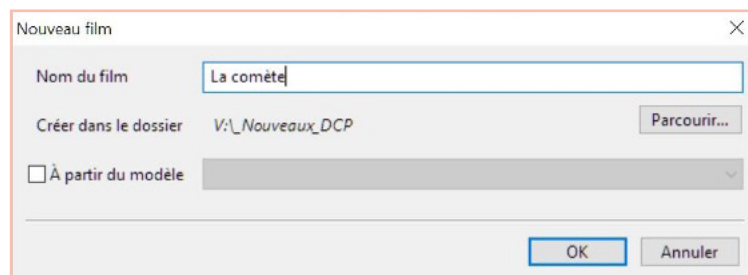 Nouveau film
Nom du film La comète
Créer dans le dossier V:\_Nouveaux_DCP Parcourir...
À partir du modèle
OK Annuler